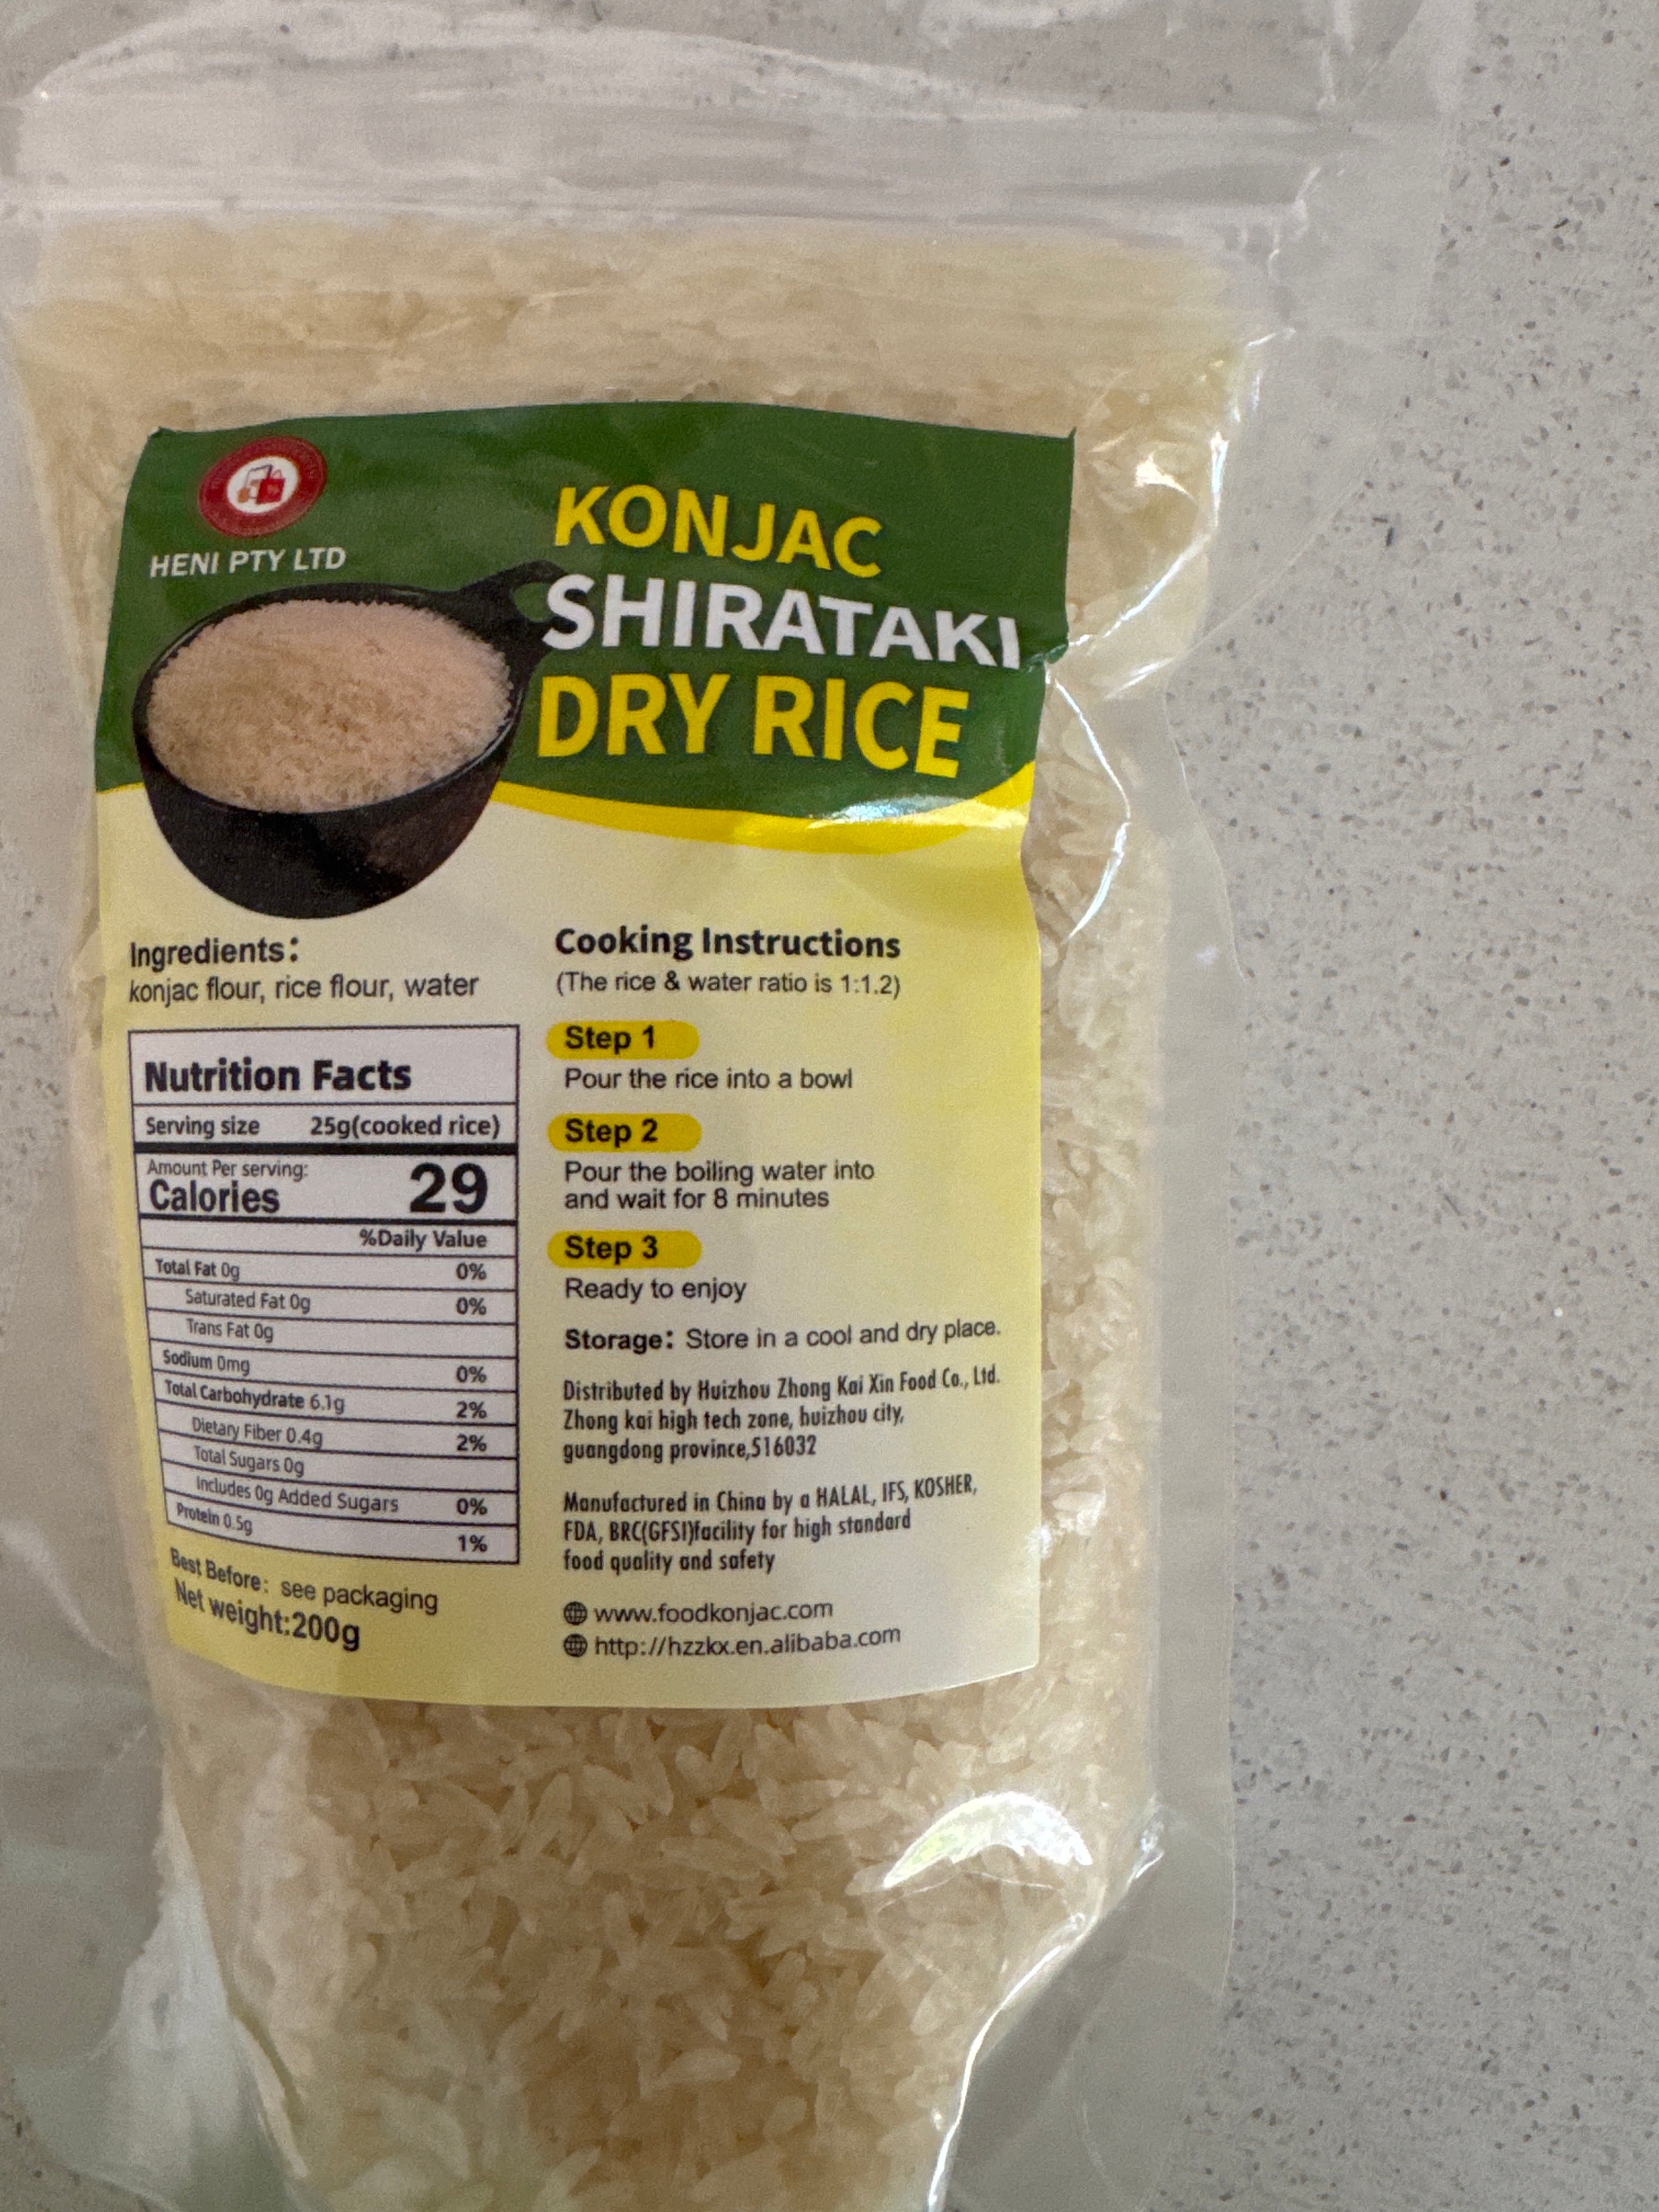 HENI PTY LTD
KONJAC
SHIRATAKI
DRY RICE
Ingredients:
konjac flour, rice flour, water
Nutrition Facts
Serving size 25g(cooked rice)
Amount Per serving:
Calories 29
%Daily Value
Total Fat 0g 0%
Saturated Fat 0g 0%
Trans Fat 0g
Sodium 0mg 0%
Total Carbohydrate 6.1g 2%
Dietary Fiber 0.4g 2%
Total Sugars 0g
Includes 0g Added Sugars 0%
Protein 0.5g 1%
Best Before: see packaging
Net weight:200g
Cooking Instructions
(The rice & water ratio is 1:1.2)
Step 1
Pour the rice into a bowl
Step 2
Pour the boiling water into
and wait for 8 minutes
Step 3
Ready to enjoy
Storage: Store in a cool and dry place.
Distributed by Huizhou Zhong Kai Xin Food Co., Ltd.
Zhong kai high tech zone, huizhou city,
guangdong province,516032
Manufactured in China by a HALAL, IFS, KOSHER,
FDA, BRC(GFSI)facility for high standard
food quality and safety
www.foodkonjac.com
http://hzzkx.en.alibaba.com